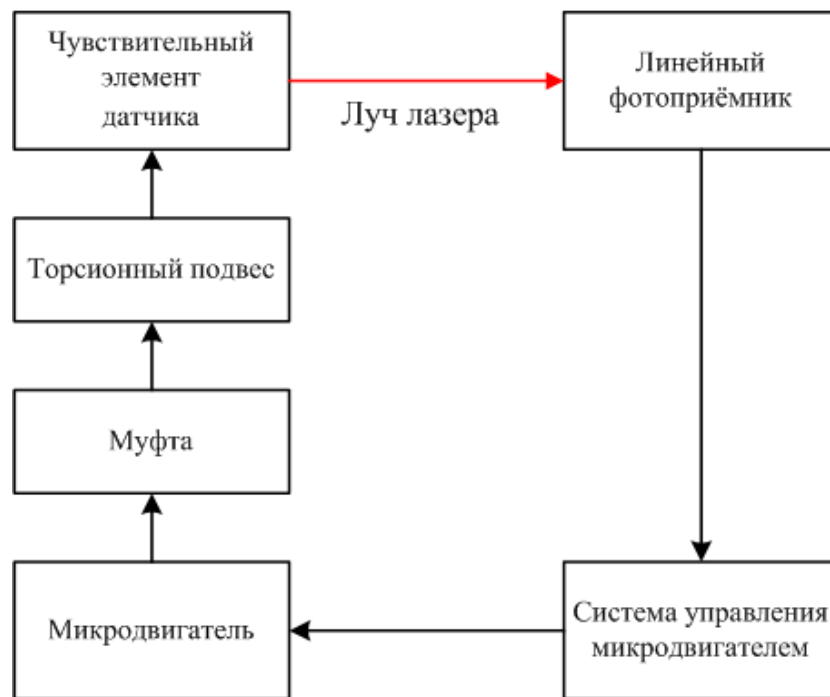 Чувствительный
элемент
датчика
Луч лазера
Линейный
фотоприёмник
Торсионный подвес
Муфта
Микродвигатель
Система управления
микродвигателем